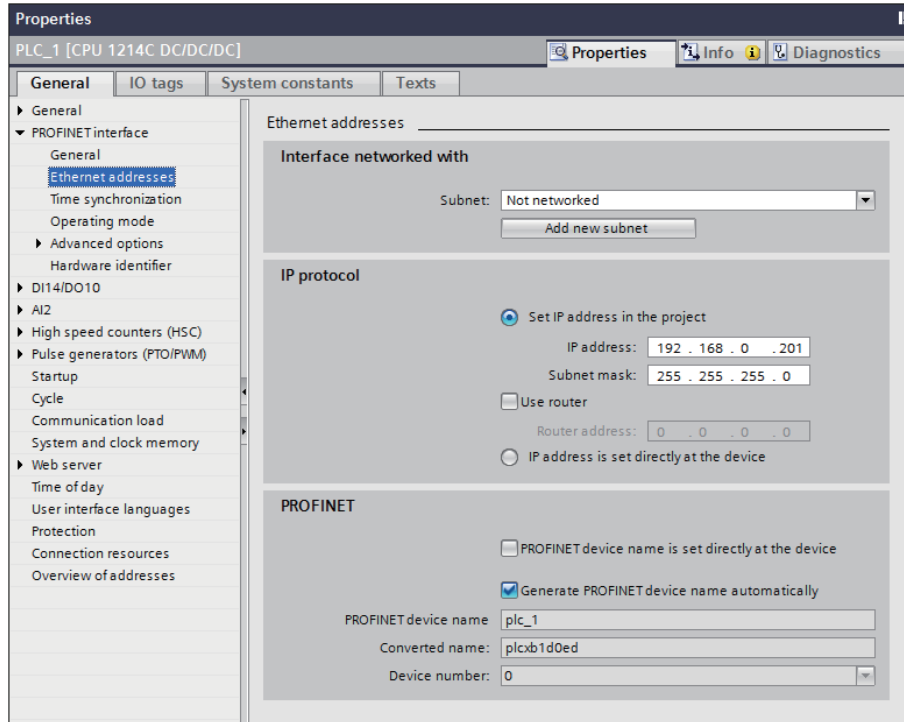 Properties
PLC_1 [CPU 1214C DC/DC/DC]
Properties
Info
Diagnostics
General
IO tags
System constants
Texts
General
PROFINET interface
General
Ethernet addresses
Time synchronization
Operating mode
Advanced options
Hardware identifier
DI14/DO10
AI2
High speed counters (HSC)
Pulse generators (PTO/PWM)
Startup
Cycle
Communication load
System and clock memory
Web server
Time of day
User interface languages
Protection
Connection resources
Overview of addresses
Ethernet addresses
Interface networked with
Subnet: Not networked
Add new subnet
IP protocol
Set IP address in the project
IP address: 192 . 168 . 0 . 201
Subnet mask: 255 . 255 . 255 . 0
Use router
Router address: 0 . 0 . 0 . 0
IP address is set directly at the device
PROFINET
PROFINET device name is set directly at the device
Generate PROFINET device name automatically
PROFINET device name plc_1
Converted name: plcxb1d0ed
Device number: 0